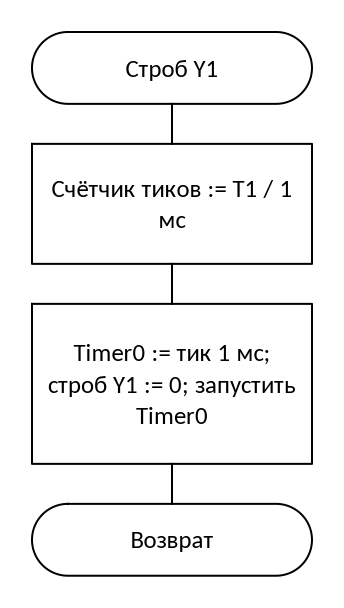 Строб Y1
Счётчик тиков := T1 / 1
мс
Timer0 := тик 1 мс;
строб Y1 := 0; запустить
Timer0
Возврат